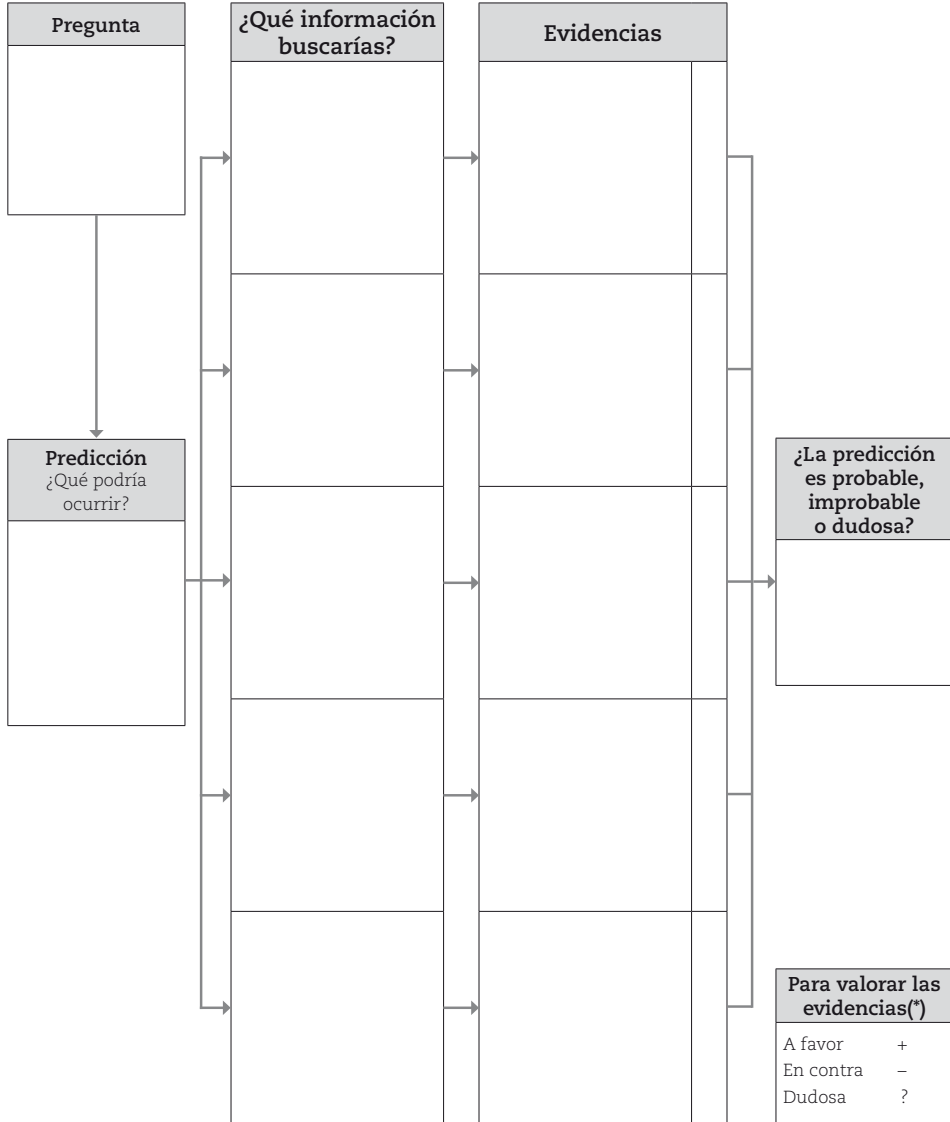 Pregunta
¿Qué información
buscarías?
Evidencias
Predicción
¿Qué podría
ocurrir?
¿La predicción
es probable,
improbable
o dudosa?
Para valorar las
evidencias(*)
A favor +
En contra –
Dudosa ?